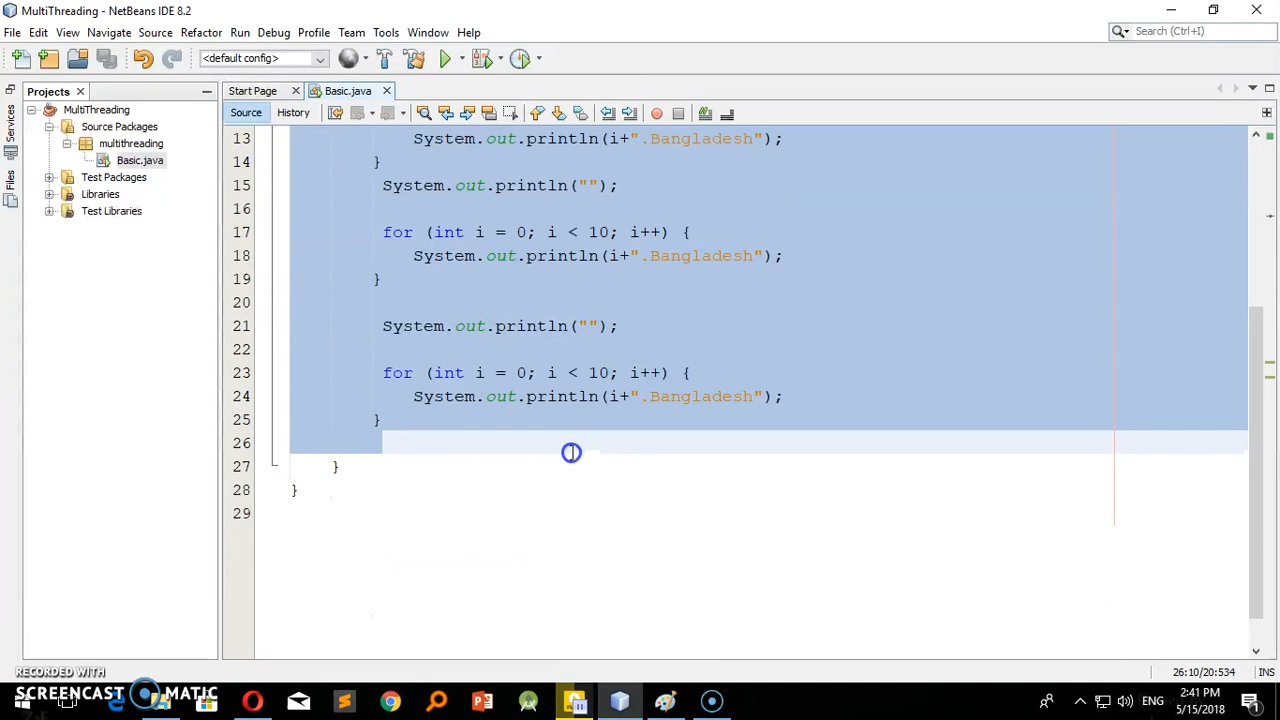 MultiThreading - NetBeans IDE 8.2
File Edit View Navigate Source Refactor Run Debug Profile Team Tools Window Help
Search (Ctrl+I)
<default config>
Projects
Start Page
Basic.java
Services
Files
MultiThreading
Source Packages
multithreading
Basic.java
Test Packages
Libraries
Test Libraries
Source History
13 System.out.println(i+".Bangladesh");
14 }
15 System.out.println("");
16
17 for (int i = 0; i < 10; i++) {
18 System.out.println(i+".Bangladesh");
19 }
20
21 System.out.println("");
22
23 for (int i = 0; i < 10; i++) {
24 System.out.println(i+".Bangladesh");
25 }
26
27 }
28 }
29
26:10/20:534 INS
RECORDED WITH
SCREENCAST MATIC
ENG
2:41 PM
5/15/2018